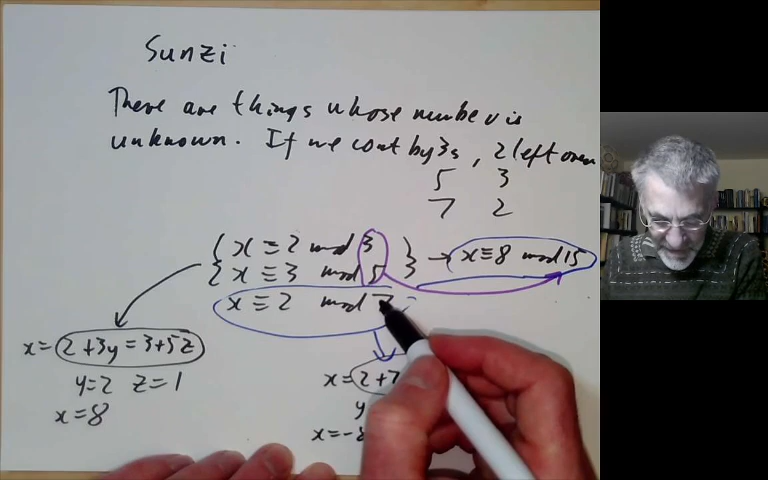 Sunzi
There are things whose number is
unknown. If we cont by 3s, 2 left over
5 3
7 2
{ x ≡ 2 mod 3 } → x ≡ 8 mod 15
{ x ≡ 3 mod 5 }
x ≡ 2 mod 7
x = 2 + 3y = 3 + 5z
y = 2 z = 1
x = 8
x = 2 + 7
y
x = -8